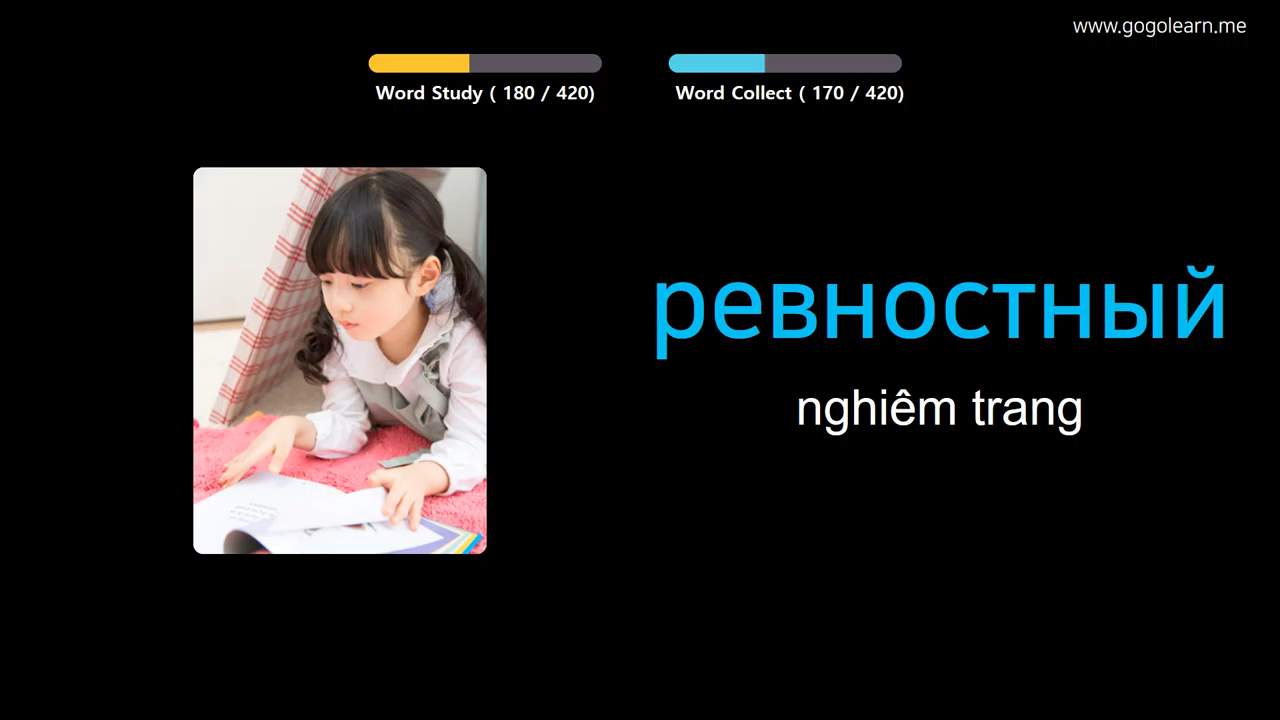 www.gogolearn.me
Word Study ( 180 / 420)
Word Collect ( 170 / 420)
ревностный
nghiêm trang